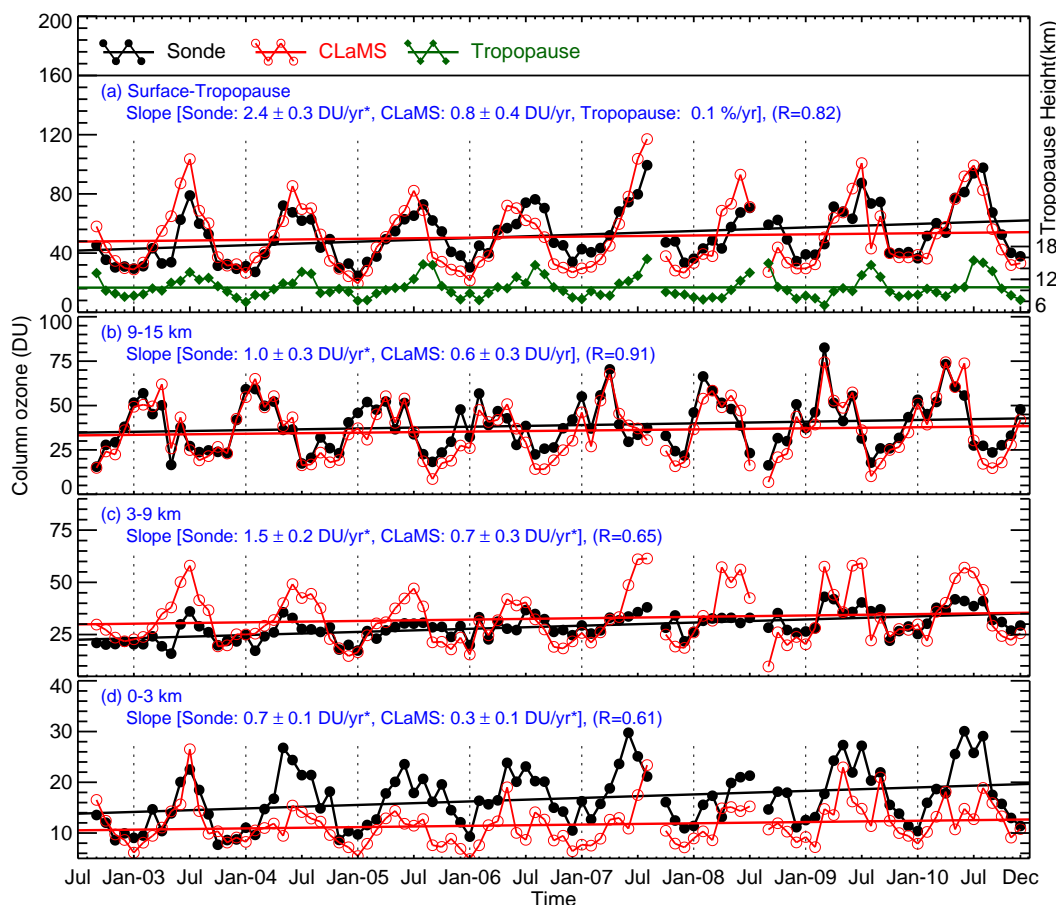 200
160
120
80
40
0
Sonde CLaMS Tropopause
(a) Surface-Tropopause
Slope [Sonde: 2.4 ± 0.3 DU/yr*, CLaMS: 0.8 ± 0.4 DU/yr, Tropopause: 0.1 %/yr], (R=0.82)
18
12
6
Tropopause Height(km)
100
75
50
25
0
(b) 9-15 km
Slope [Sonde: 1.0 ± 0.3 DU/yr*, CLaMS: 0.6 ± 0.3 DU/yr], (R=0.91)
Column ozone (DU)
75
50
25
(c) 3-9 km
Slope [Sonde: 1.5 ± 0.2 DU/yr*, CLaMS: 0.7 ± 0.3 DU/yr*], (R=0.65)
40
30
20
10
(d) 0-3 km
Slope [Sonde: 0.7 ± 0.1 DU/yr*, CLaMS: 0.3 ± 0.1 DU/yr*], (R=0.61)
Jul Jan-03 Jul Jan-04 Jul Jan-05 Jul Jan-06 Jul Jan-07 Jul Jan-08 Jul Jan-09 Jul Jan-10 Jul Dec
Time